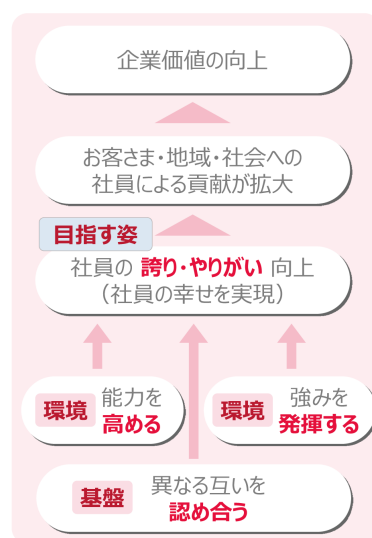 企業価値の向上
お客さま・地域・社会への
社員による貢献が拡大
目指す姿
社員の 誇り・やりがい 向上
（社員の幸せを実現）
環境
能力を
高める
環境
強みを
発揮する
基盤
異なる互いを
認め合う